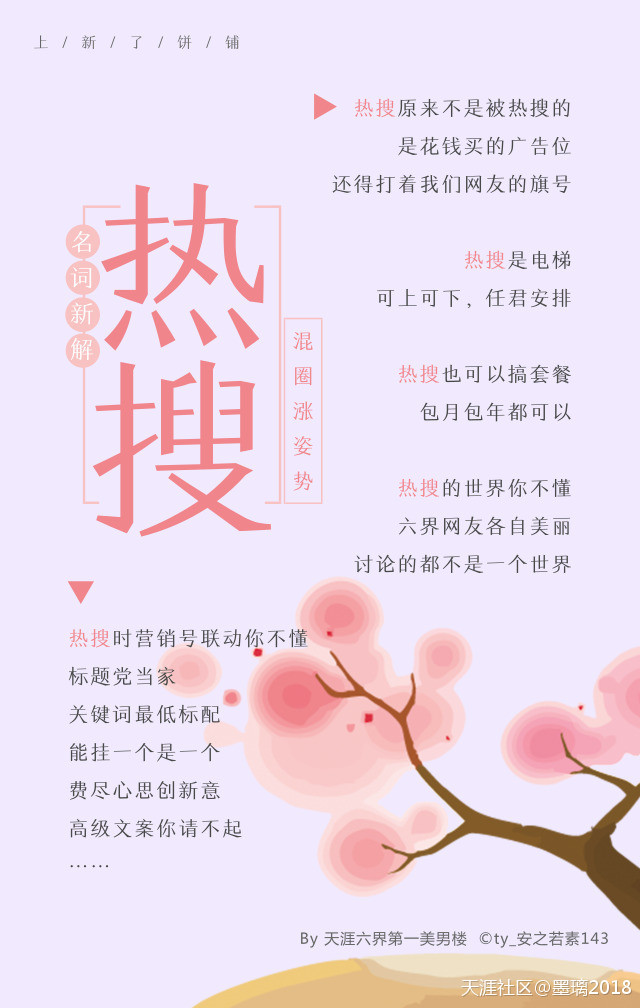 上/新/了/饼/铺
名词新解
热搜
混圈涨姿势
热搜原来不是被热搜的
是花钱买的广告位
还得打着我们网友的旗号
热搜是电梯
可上可下，任君安排
热搜也可以搞套餐
包月包年都可以
热搜的世界你不懂
六界网友各自美丽
讨论的都不是一个世界
热搜时营销号联动你不懂
标题党当家
关键词最低标配
能挂一个是一个
费尽心思创新意
高级文案你请不起
……
By 天涯六界第一美男楼 ©ty_安之若素143
天涯社区@墨璃2018